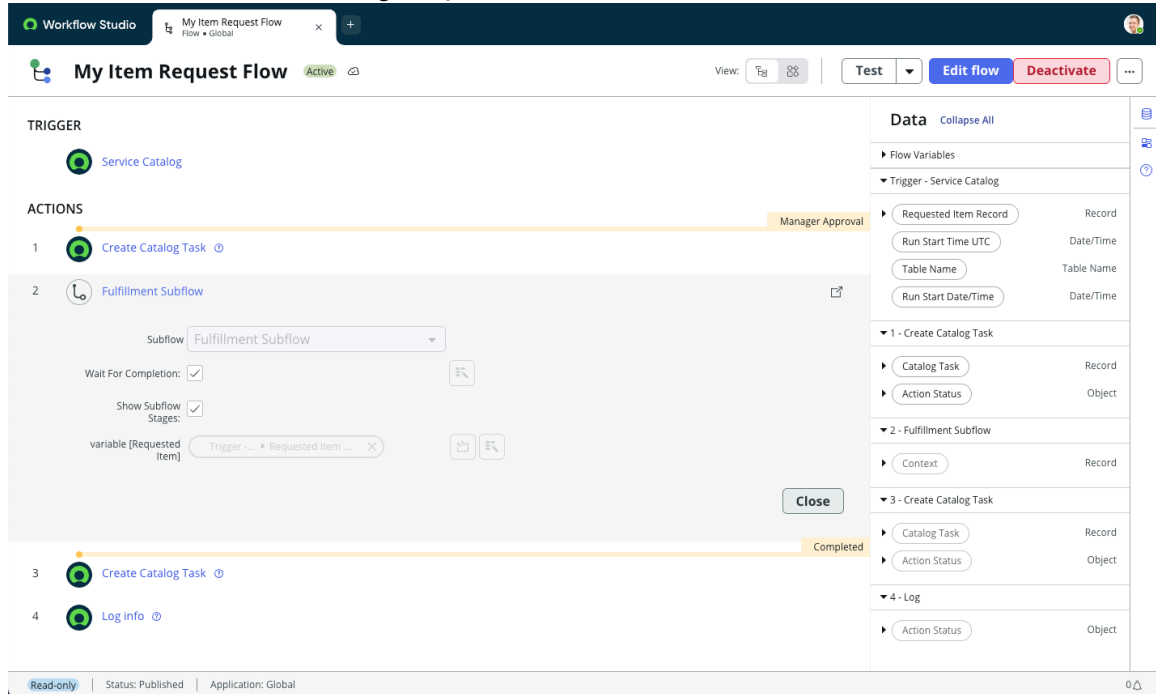 Workflow Studio
My Item Request Flow
Flow • Global
My Item Request Flow Active
View:
Test Edit flow Deactivate
TRIGGER
Service Catalog
ACTIONS
Manager Approval
1 Create Catalog Task
2 Fulfillment Subflow
Subflow Fulfillment Subflow
Wait For Completion:
Show Subflow
Stages:
variable [Requested
Item]
Trigger -... ▸ Requested Item ...
Close
Completed
3 Create Catalog Task
4 Log info
Data Collapse All
Flow Variables
Trigger - Service Catalog
Requested Item Record Record
Run Start Time UTC Date/Time
Table Name Table Name
Run Start Date/Time Date/Time
1 - Create Catalog Task
Catalog Task Record
Action Status Object
2 - Fulfillment Subflow
Context Record
3 - Create Catalog Task
Catalog Task Record
Action Status Object
4 - Log
Action Status Object
Read-only Status: Published Application: Global
0